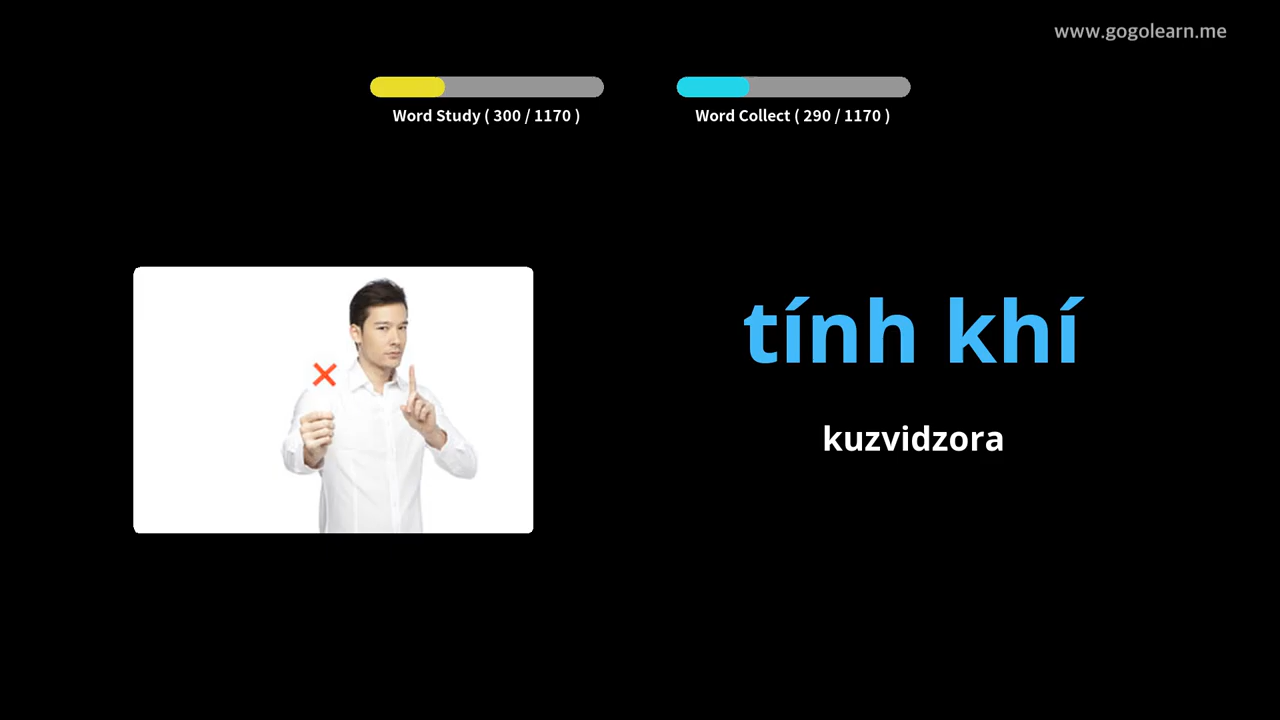 www.gogolearn.me
Word Study ( 300 / 1170 )
Word Collect ( 290 / 1170 )
tính khí
kuzvidzora